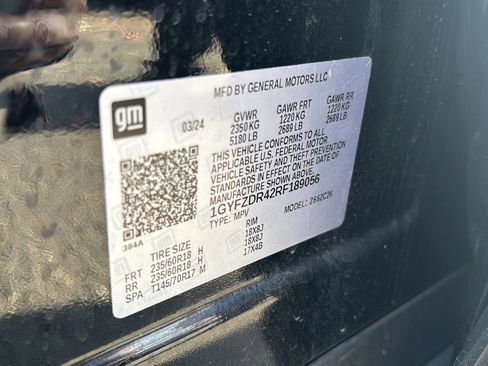 MFD BY GENERAL MOTORS LLC
gm
03/24
GVWR GAWR FRT GAWR RR
2350 KG 1220 KG 1220 KG
5180 LB 2689 LB 2689 LB
THIS VEHICLE CONFORMS TO ALL
APPLICABLE U.S. FEDERAL MOTOR
VEHICLE SAFETY AND THEFT PREVENTION
STANDARDS IN EFFECT ON THE DATE OF
MANUFACTURE SHOWN ABOVE.
1GYFZDR42RF189056
TYPE: MPV MODEL: 266ZC26
384A
TIRE SIZE RIM
FRT 235/60R18 H 18X8J
RR 235/60R18 H 18X8J
SPA T145/70R17 M 17X4B